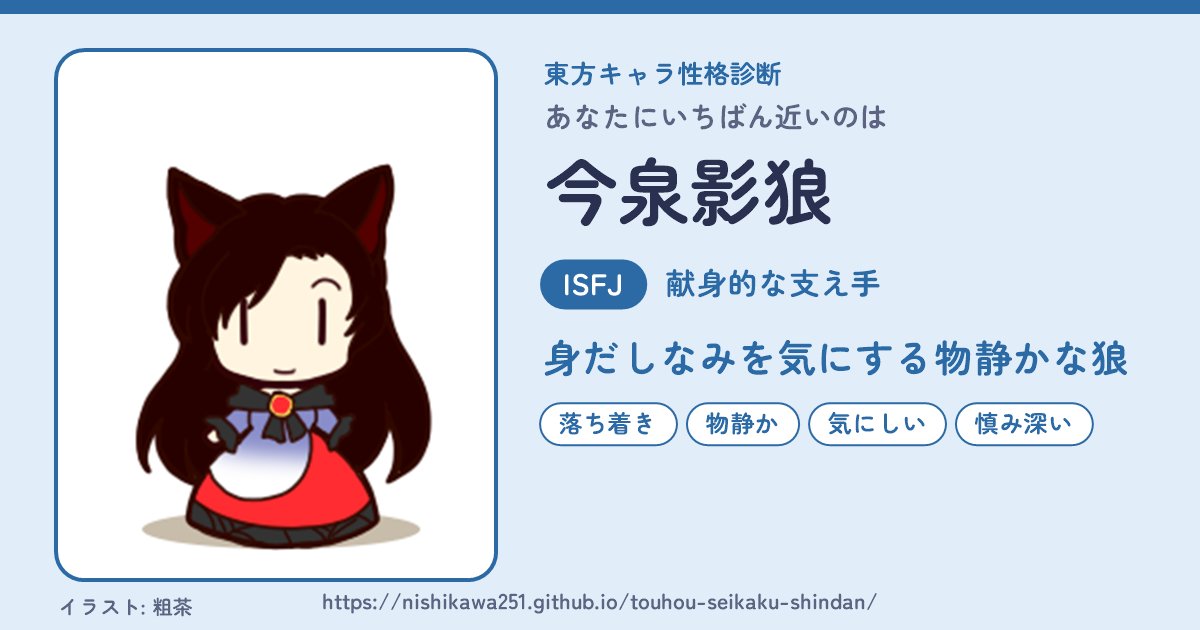 東方キャラ性格診断
あなたにいちばん近いのは
今泉影狼
ISFJ 献身的な支え手
身だしなみを気にする物静かな狼
落ち着き 物静か 気にしい 慎み深い
イラスト: 粗茶 https://nishikawa251.github.io/touhou-seikaku-shindan/